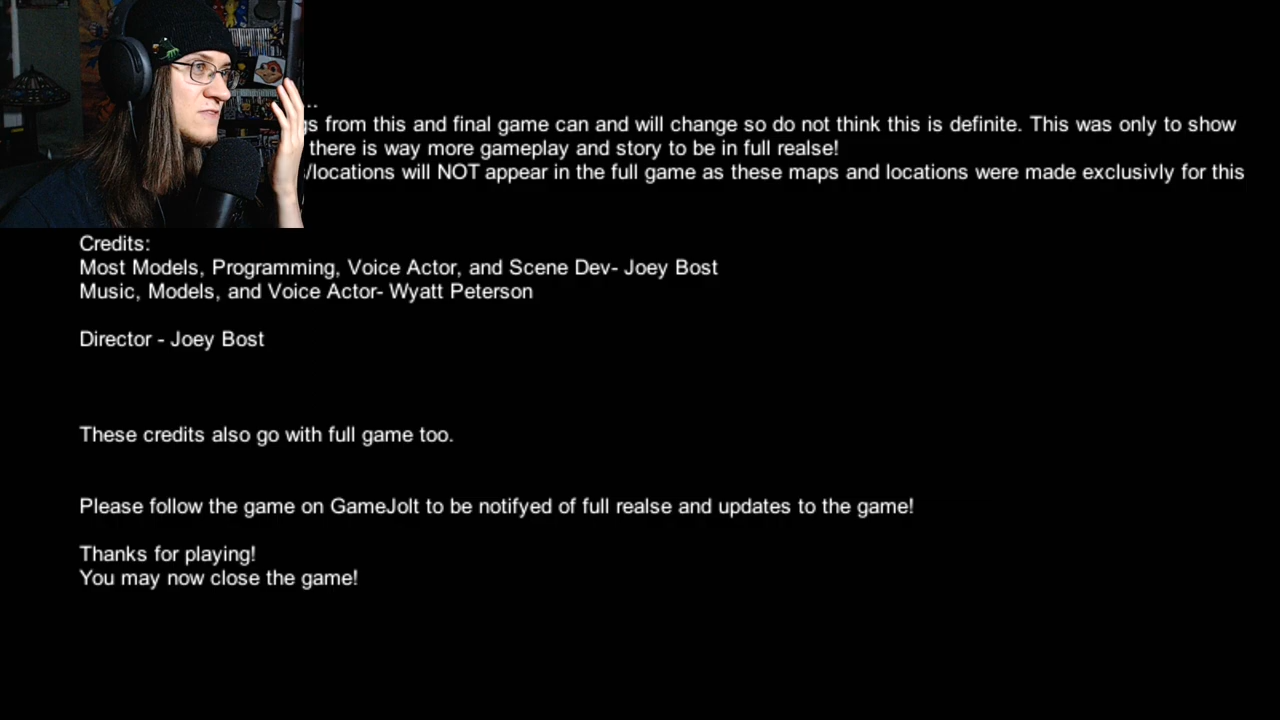 ..
from this and final game can and will change so do not think this is definite. This was only to show
there is way more gameplay and story to be in full realse!
/locations will NOT appear in the full game as these maps and locations were made exclusivly for this
Credits:
Most Models, Programming, Voice Actor, and Scene Dev- Joey Bost
Music, Models, and Voice Actor- Wyatt Peterson
Director - Joey Bost
These credits also go with full game too.
Please follow the game on GameJolt to be notifyed of full realse and updates to the game!
Thanks for playing!
You may now close the game!